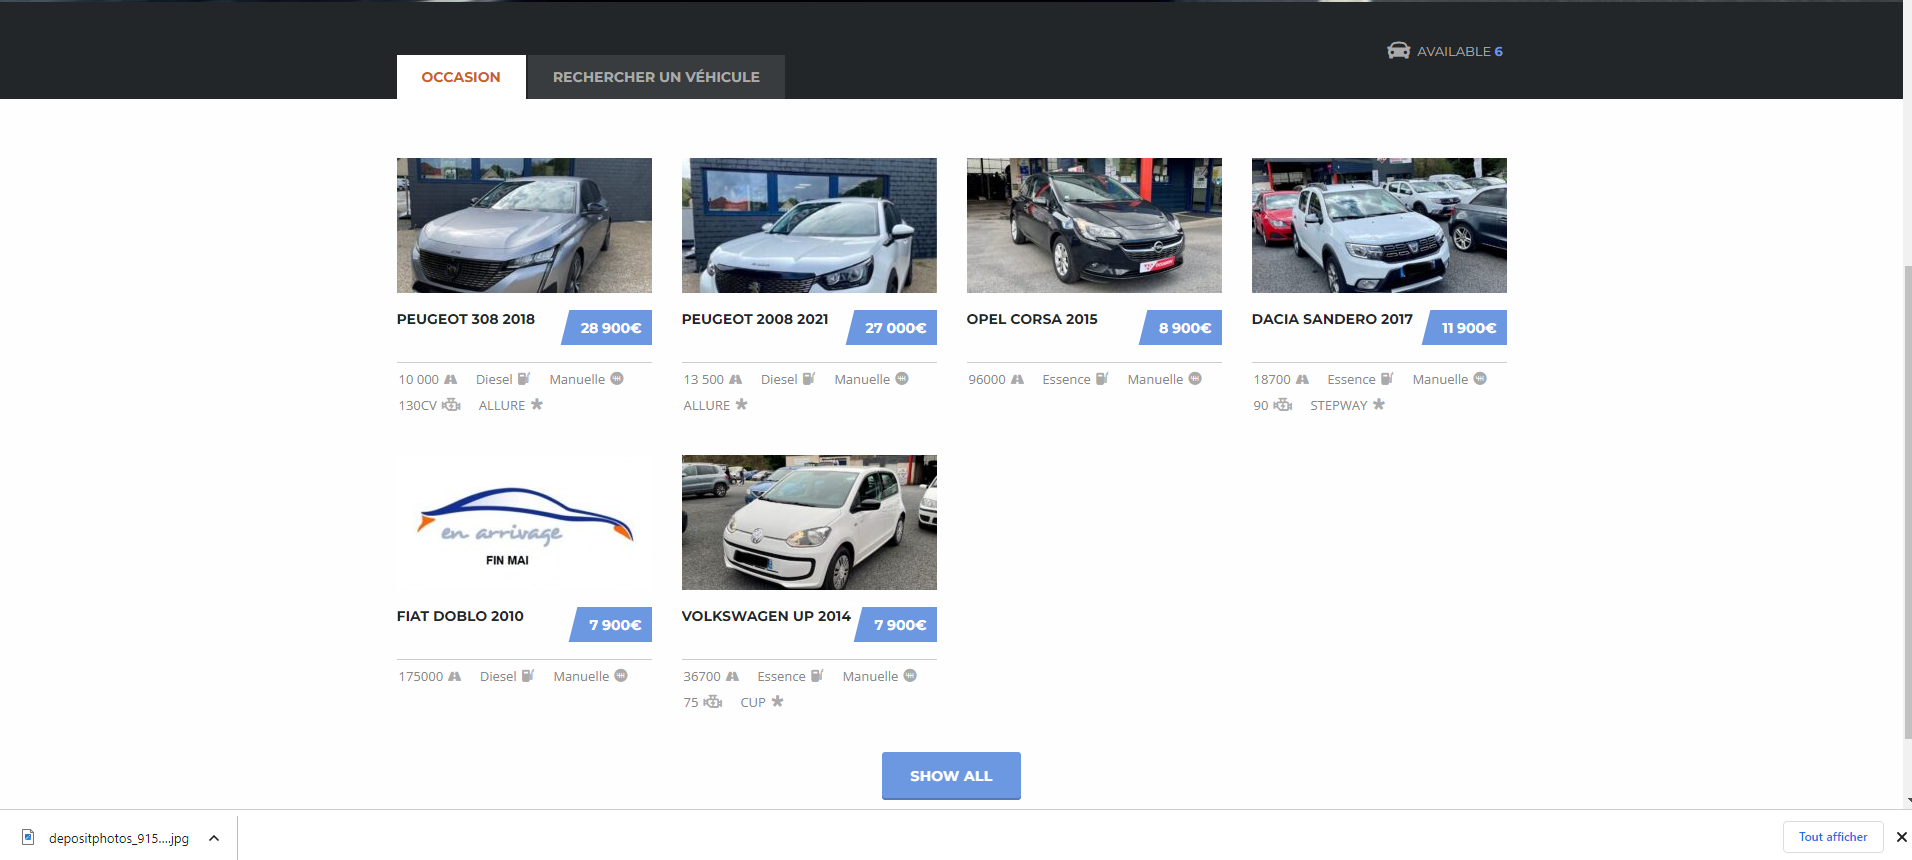 AVAILABLE 6
OCCASION
RECHERCHER UN VÉHICULE
PEUGEOT 308 2018
28 900€
10 000 Diesel Manuelle
130CV ALLURE
PEUGEOT 2008 2021
27 000€
13 500 Diesel Manuelle
ALLURE
OPEL CORSA 2015
8 900€
96000 Essence Manuelle
DACIA SANDERO 2017
11 900€
18700 Essence Manuelle
90 STEPWAY
en arrivage
FIN MAI
FIAT DOBLO 2010
7 900€
175000 Diesel Manuelle
VOLKSWAGEN UP 2014
7 900€
36700 Essence Manuelle
75 CUP
SHOW ALL
depositphotos_915....jpg
Tout afficher